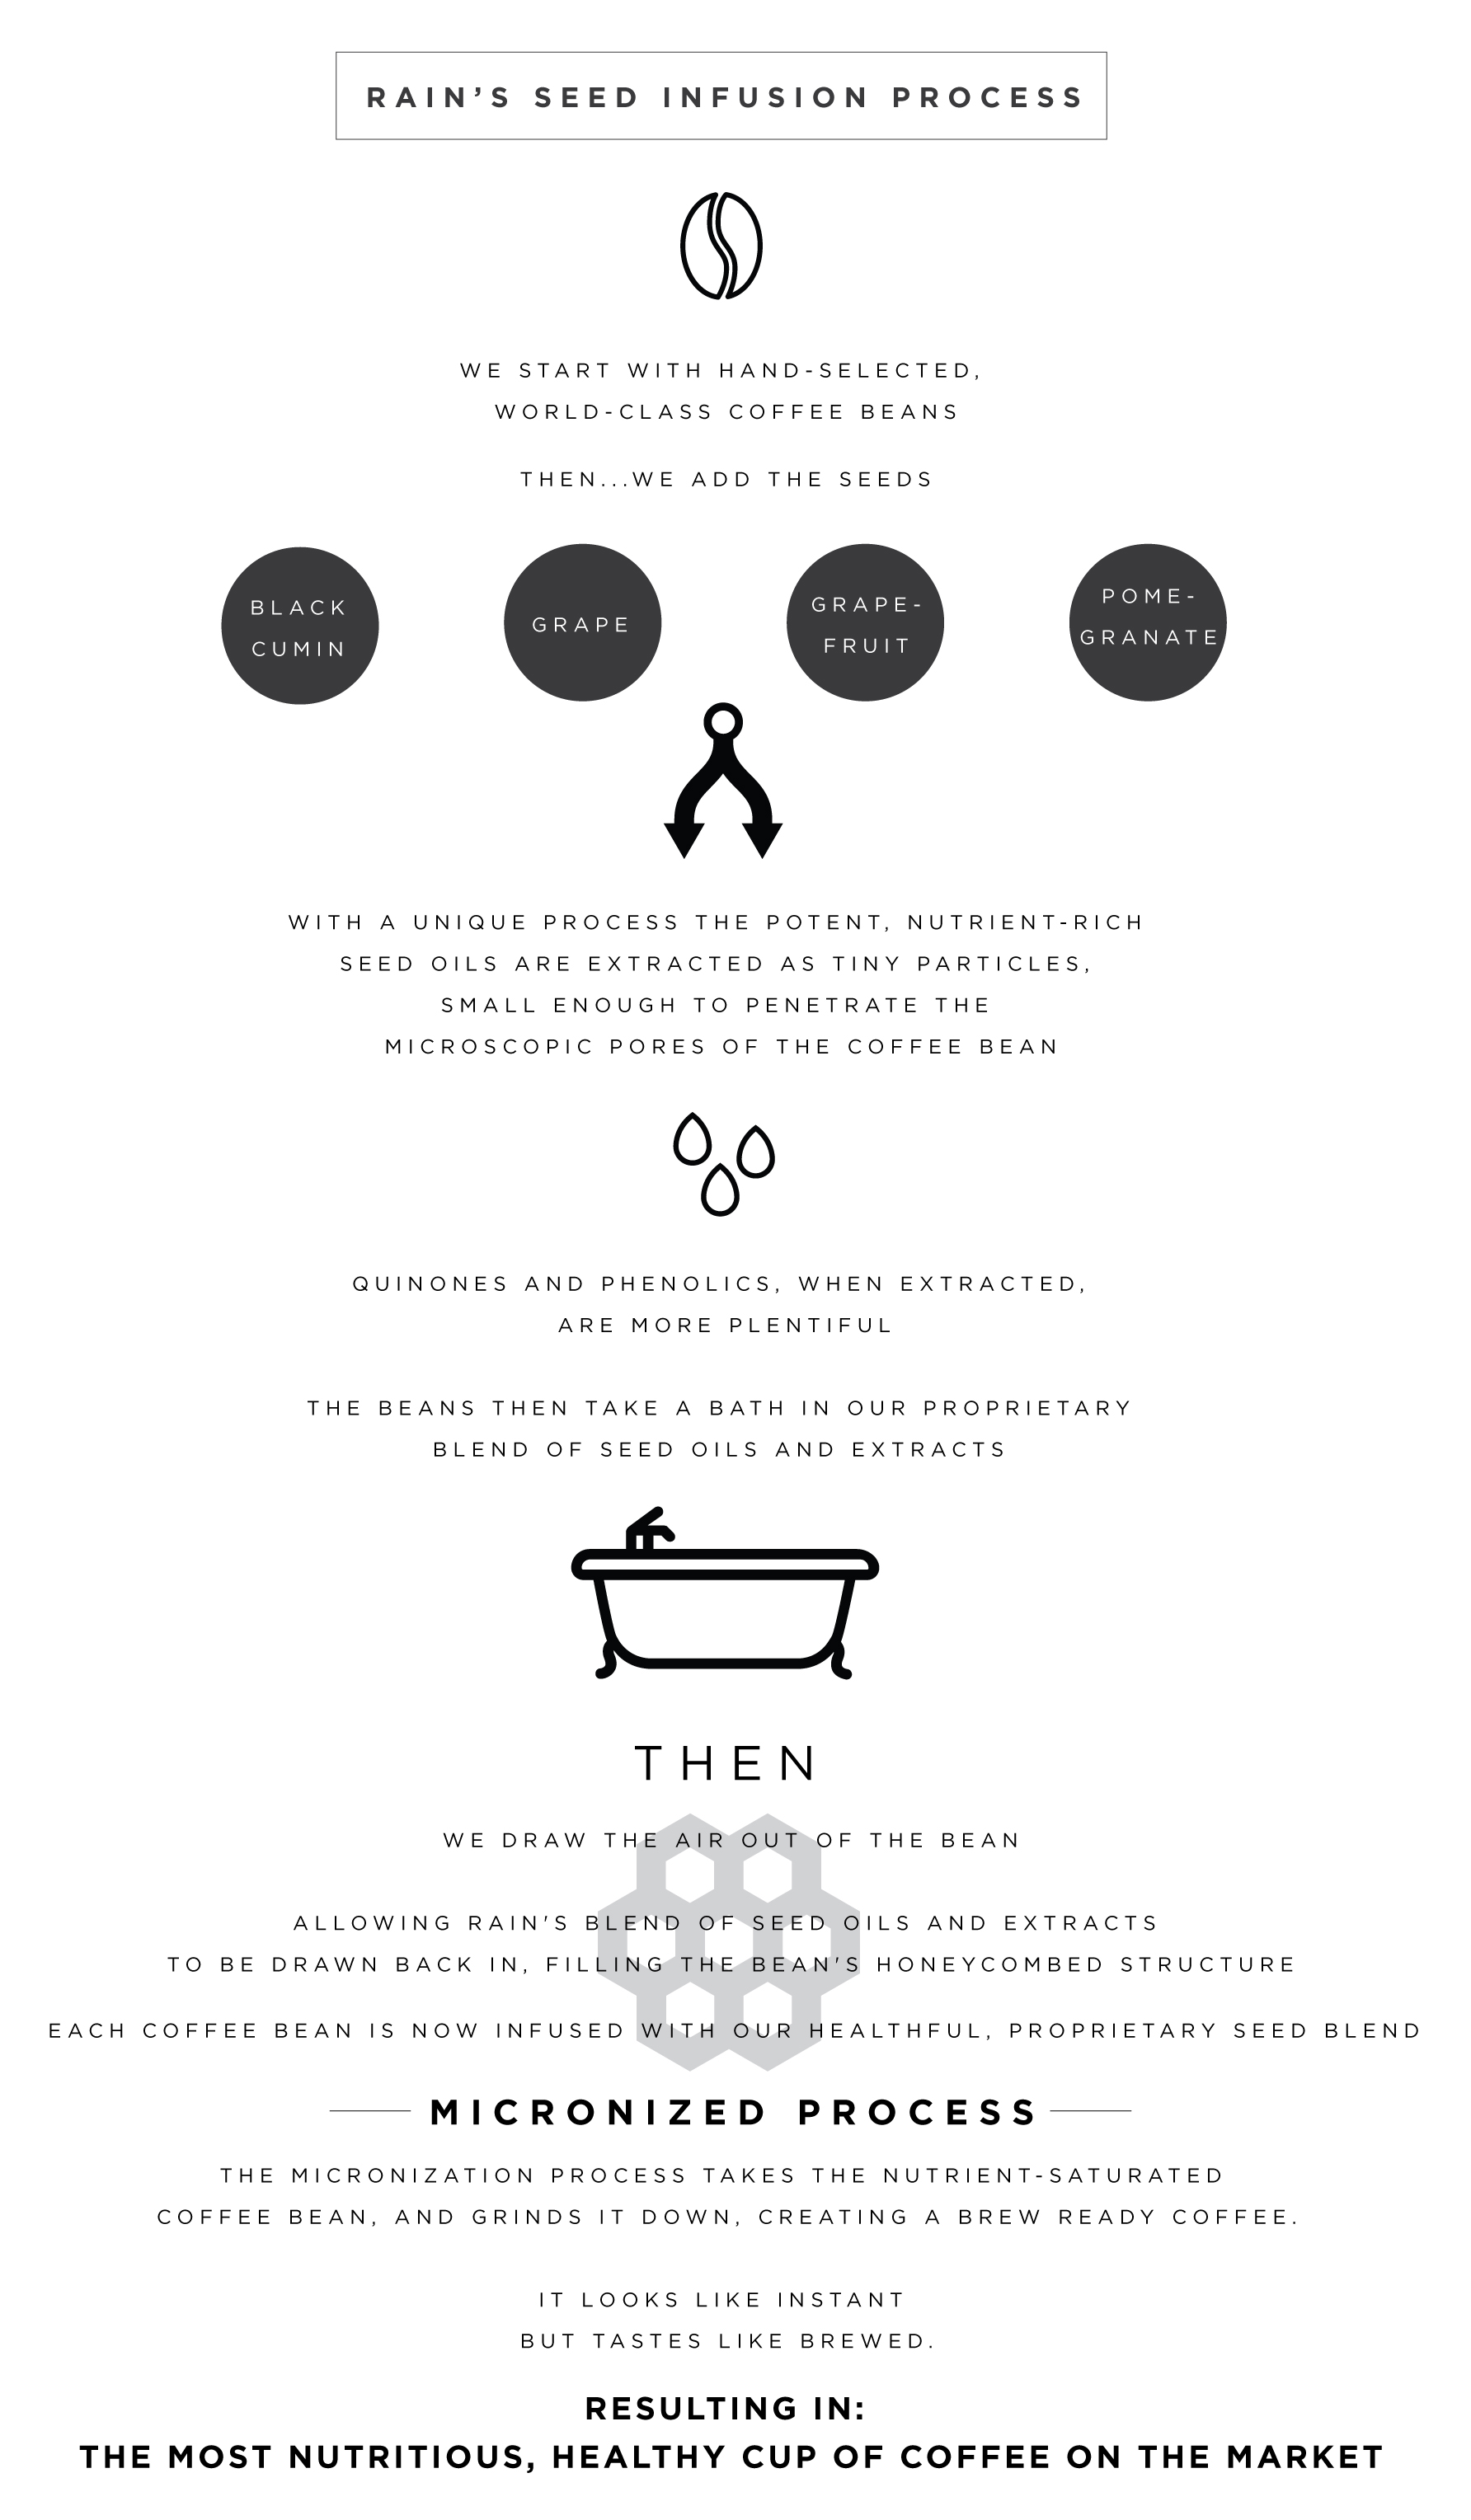 RAIN'S SEED INFUSION PROCESS
WE START WITH HAND-SELECTED,
WORLD-CLASS COFFEE BEANS
THEN...WE ADD THE SEEDS
BLACK
CUMIN
GRAPE
GRAPE-
FRUIT
POME-
GRANATE
WITH A UNIQUE PROCESS THE POTENT, NUTRIENT-RICH
SEED OILS ARE EXTRACTED AS TINY PARTICLES,
SMALL ENOUGH TO PENETRATE THE
MICROSCOPIC PORES OF THE COFFEE BEAN
QUINONES AND PHENOLICS, WHEN EXTRACTED,
ARE MORE PLENTIFUL
THE BEANS THEN TAKE A BATH IN OUR PROPRIETARY
BLEND OF SEED OILS AND EXTRACTS
THEN
WE DRAW THE AIR OUT OF THE BEAN
ALLOWING RAIN'S BLEND OF SEED OILS AND EXTRACTS
TO BE DRAWN BACK IN, FILLING THE BEAN'S HONEYCOMBED STRUCTURE
EACH COFFEE BEAN IS NOW INFUSED WITH OUR HEALTHFUL, PROPRIETARY SEED BLEND
MICRONIZED PROCESS
THE MICRONIZATION PROCESS TAKES THE NUTRIENT-SATURATED
COFFEE BEAN, AND GRINDS IT DOWN, CREATING A BREW READY COFFEE.
IT LOOKS LIKE INSTANT
BUT TASTES LIKE BREWED.
RESULTING IN:
THE MOST NUTRITIOUS, HEALTHY CUP OF COFFEE ON THE MARKET